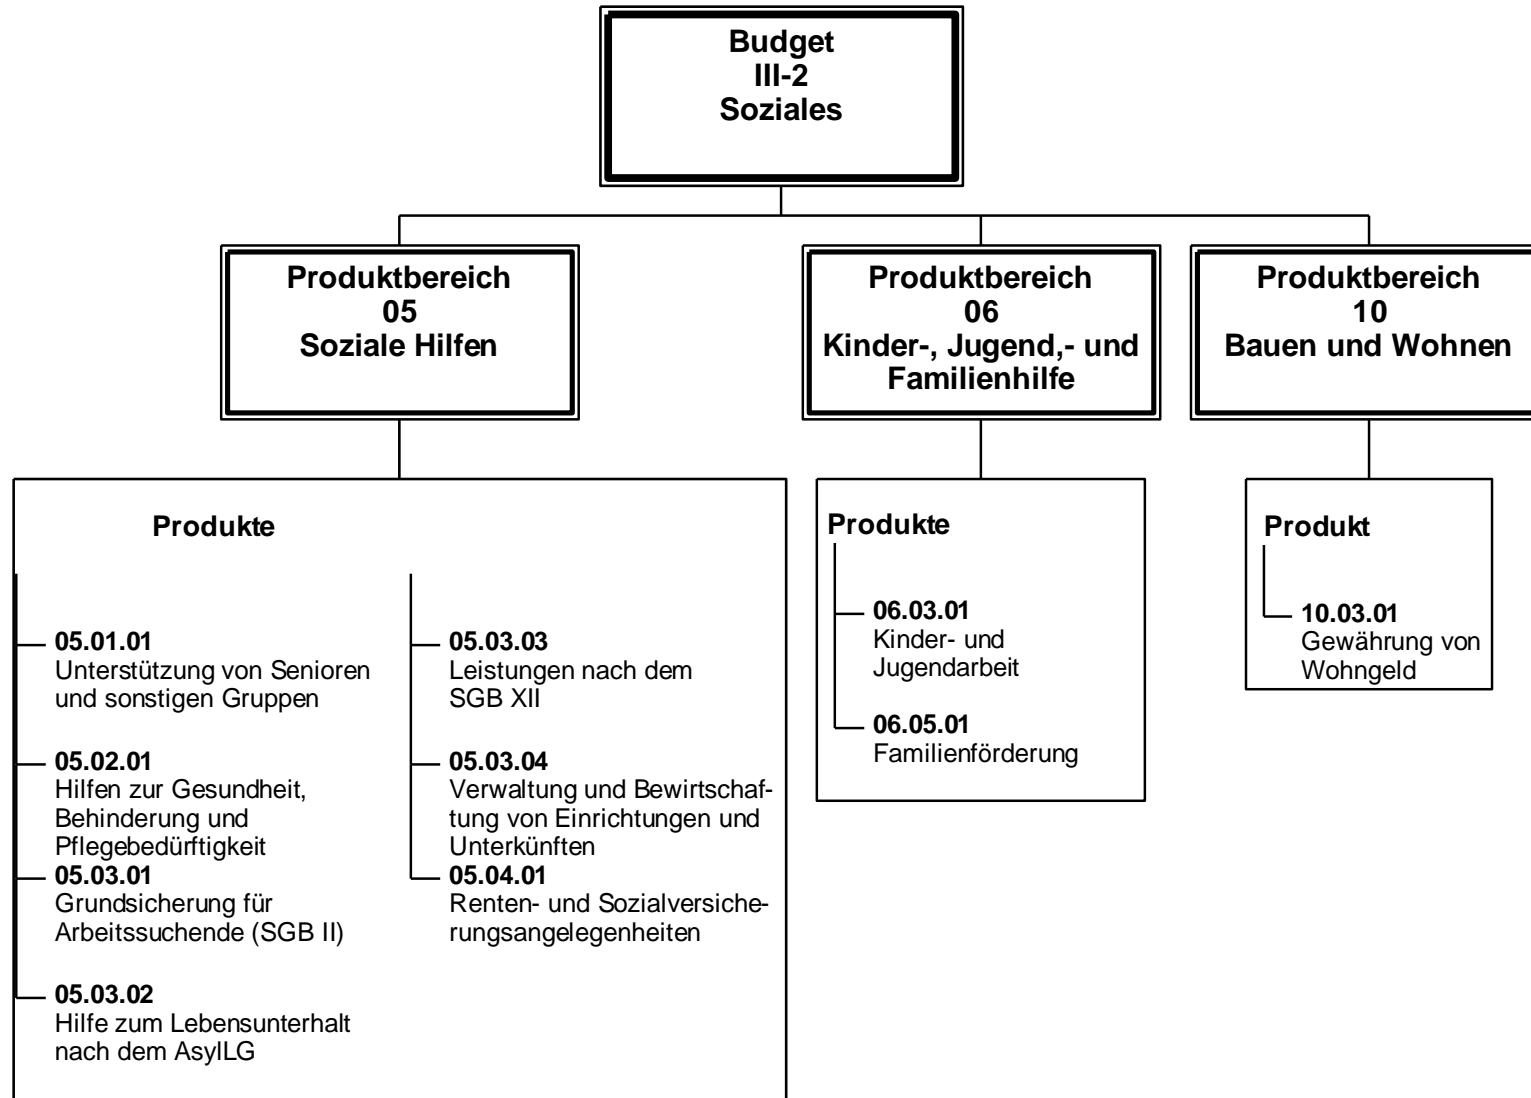 Budget
III-2
Soziales
Produktbereich
05
Soziale Hilfen
Produktbereich
06
Kinder-, Jugend,- und
Familienhilfe
Produktbereich
10
Bauen und Wohnen
Produkte
05.01.01
Unterstützung von Senioren
und sonstigen Gruppen
05.02.01
Hilfen zur Gesundheit,
Behinderung und
Pflegebedürftigkeit
05.03.01
Grundsicherung für
Arbeitssuchende (SGB II)
05.03.02
Hilfe zum Lebensunterhalt
nach dem AsylLG
05.03.03
Leistungen nach dem
SGB XII
05.03.04
Verwaltung und Bewirtschaf-
tung von Einrichtungen und
Unterkünften
05.04.01
Renten- und Sozialversiche-
rungsangelegenheiten
Produkte
06.03.01
Kinder- und
Jugendarbeit
06.05.01
Familienförderung
Produkt
10.03.01
Gewährung von
Wohngeld